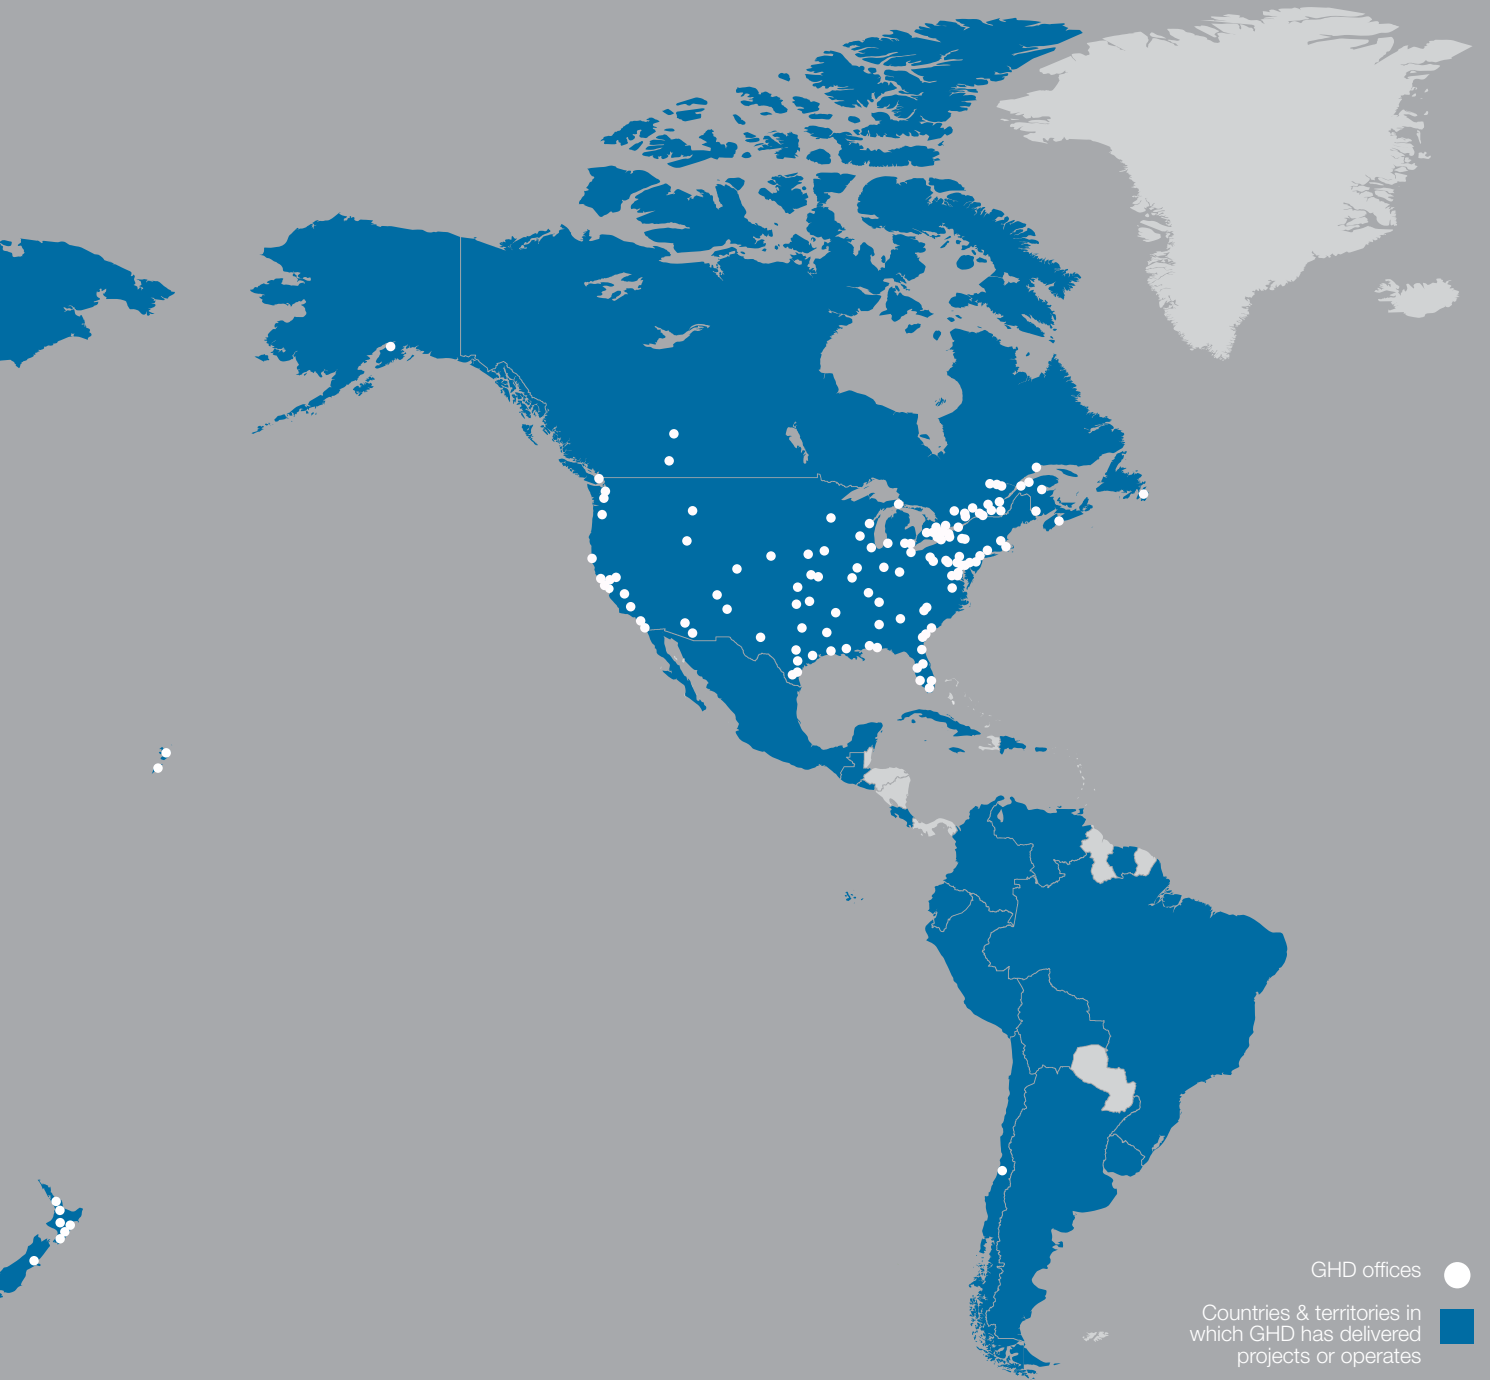 GHD offices
Countries & territories in
which GHD has delivered
projects or operates